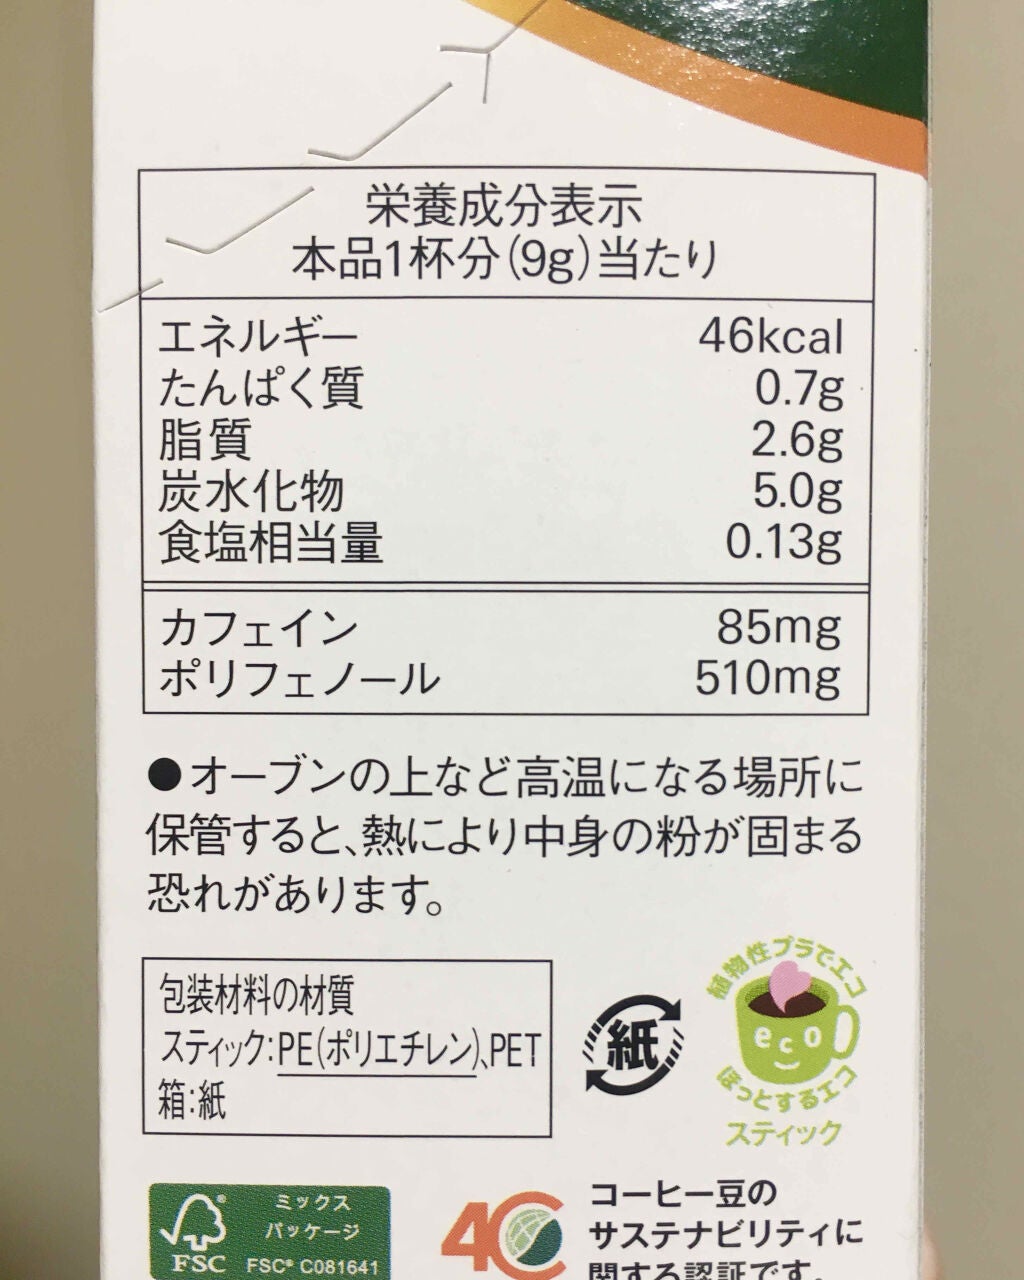 栄養成分表示
本品1杯分(9g)当たり
エネルギー 46kcal
たんぱく質 0.7g
脂質 2.6g
炭水化物 5.0g
食塩相当量 0.13g
カフェイン 85mg
ポリフェノール 510mg
●オーブンの上など高温になる場所に
保管すると、熱により中身の粉が固まる
恐れがあります。
包装材料の材質
スティック:PE(ポリエチレン)、PET
箱:紙
紙
植物性プラでエコ
eco
ほっとするエコ
スティック
ミックス
パッケージ
FSC® C081641
FSC
4C
コーヒー豆の
サステナビリティに
関する認証です。